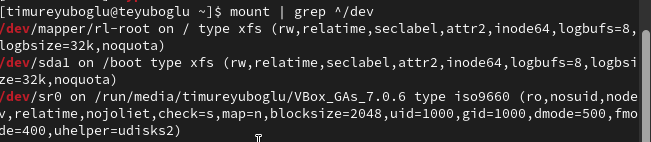 [timureyuboglu@teyuboglu ~]$ mount | grep ^/dev
/dev/mapper/rl-root on / type xfs (rw,relatime,seclabel,attr2,inode64,logbufs=8,
logbsize=32k,noquota)
/dev/sda1 on /boot type xfs (rw,relatime,seclabel,attr2,inode64,logbufs=8,logbsi
ze=32k,noquota)
/dev/sr0 on /run/media/timureyuboglu/VBox_GAs_7.0.6 type iso9660 (ro,nosuid,node
v,relatime,nojoliet,check=s,map=n,blocksize=2048,uid=1000,gid=1000,dmode=500,fmo
de=400,uhelper=udisks2)